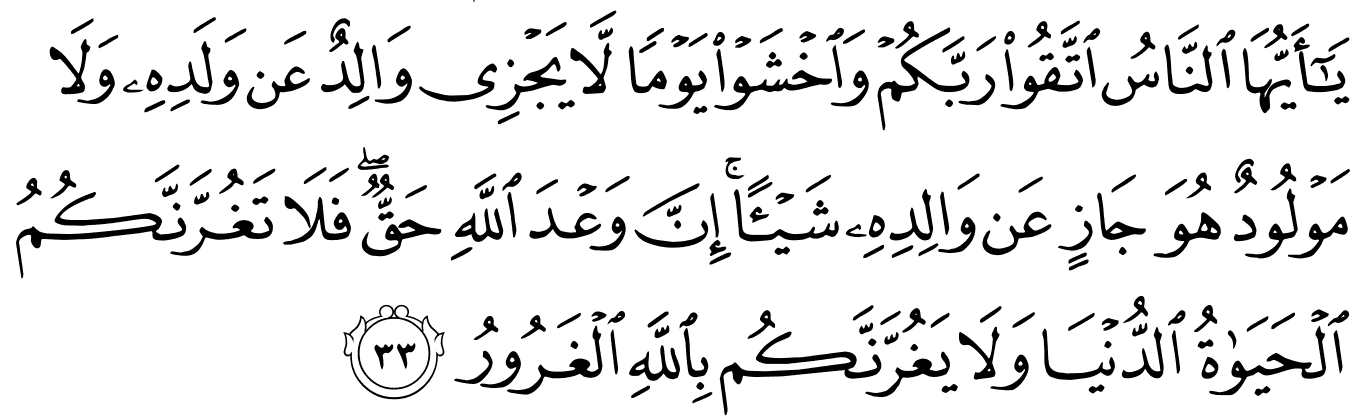 يَـٰٓأَيُّهَا ٱلنَّاسُ ٱتَّقُوا۟ رَبَّكُمْ وَٱخْشَوْا۟ يَوْمًا لَّا يَجْزِى وَالِدٌ عَن وَلَدِهِۦ وَلَا
مَوْلُودٌ هُوَ جَازٍ عَن وَالِدِهِۦ شَيْـًٔا ۚ إِنَّ وَعْدَ ٱللَّهِ حَقٌّ ۖ فَلَا تَغُرَّنَّكُمُ
ٱلْحَيَوٰةُ ٱلدُّنْيَا وَلَا يَغُرَّنَّكُم بِٱللَّهِ ٱلْغَرُورُ ٣٣